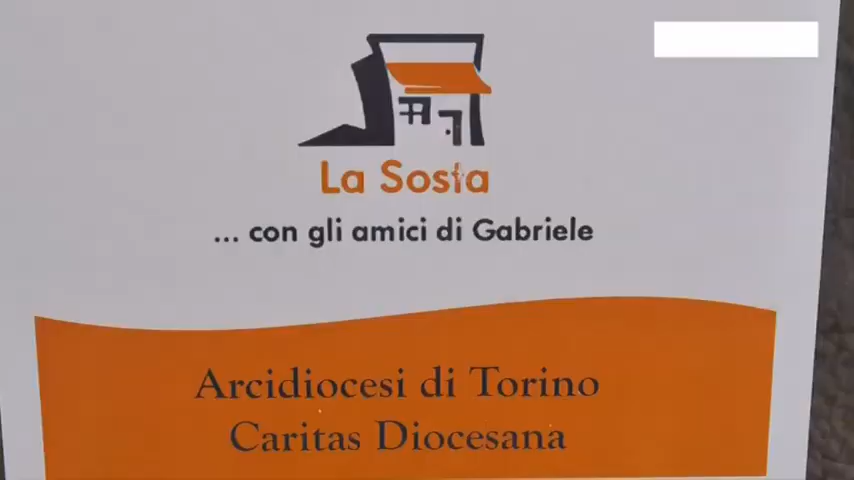 La Sosta
... con gli amici di Gabriele
Arcidiocesi di Torino
Caritas Diocesana